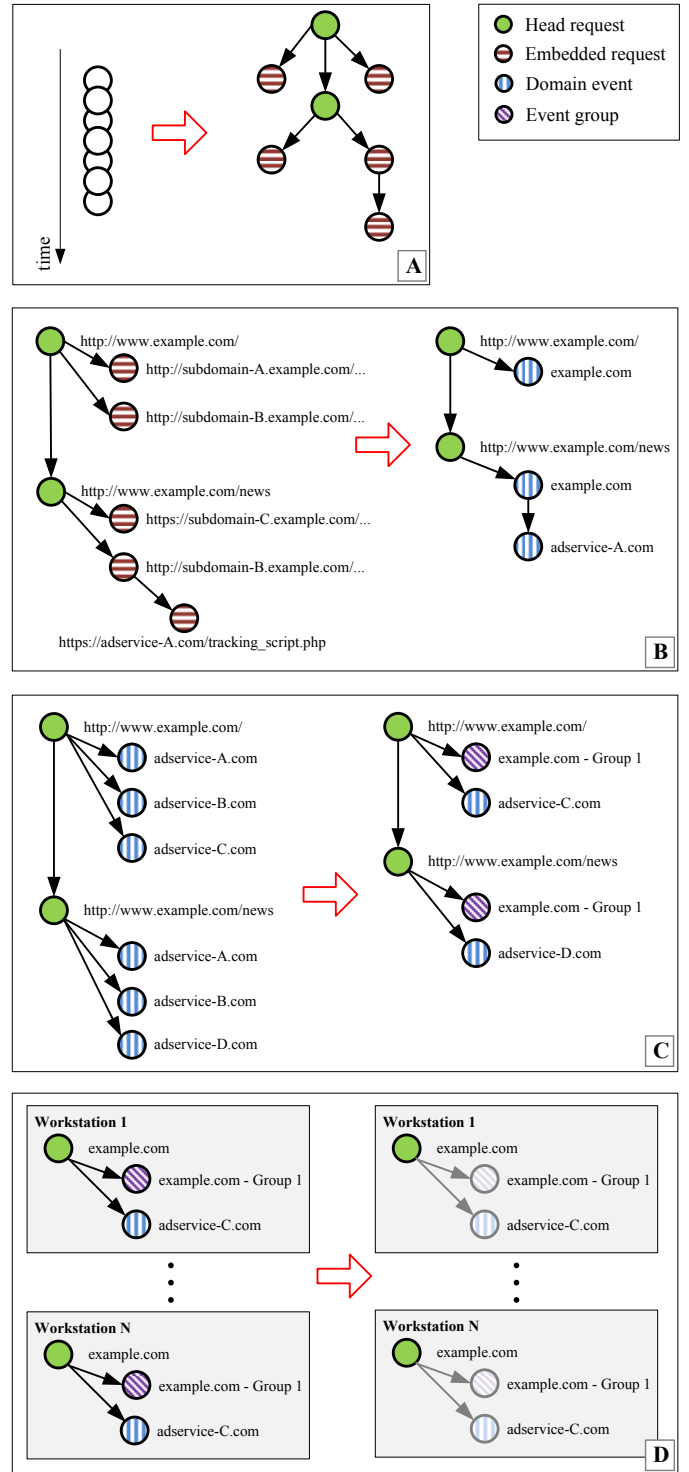 Head request
Embedded request
Domain event
Event group
time
A
http://www.example.com/
http://subdomain-A.example.com/...
http://subdomain-B.example.com/...
http://www.example.com/news
https://subdomain-C.example.com/...
http://subdomain-B.example.com/...
https://adservice-A.com/tracking_script.php
http://www.example.com/
example.com
http://www.example.com/news
example.com
adservice-A.com
B
http://www.example.com/
adservice-A.com
adservice-B.com
adservice-C.com
http://www.example.com/news
adservice-A.com
adservice-B.com
adservice-D.com
http://www.example.com/
example.com - Group 1
adservice-C.com
http://www.example.com/news
example.com - Group 1
adservice-D.com
C
Workstation 1
example.com
example.com - Group 1
adservice-C.com
Workstation N
example.com
example.com - Group 1
adservice-C.com
Workstation 1
example.com
example.com - Group 1
adservice-C.com
Workstation N
example.com
example.com - Group 1
adservice-C.com
D